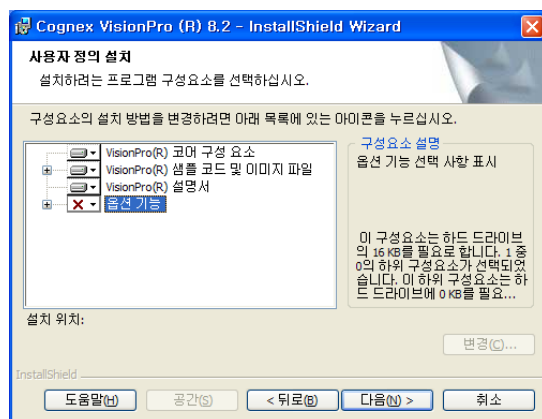 Cognex VisionPro (R) 8.2 - InstallShield Wizard
사용자 정의 설치
설치하려는 프로그램 구성요소를 선택하십시오.
구성요소의 설치 방법을 변경하려면 아래 목록에 있는 아이콘을 누르십시오.
VisionPro(R) 코어 구성 요소
VisionPro(R) 샘플 코드 및 이미지 파일
VisionPro(R) 설명서
옵션 기능
구성요소 설명
옵션 기능 선택 사항 표시
이 구성요소는 하드 드라이브
의 16 KB를 필요로 합니다. 1 중
0의 하위 구성요소가 선택되었
습니다. 이 하위 구성요소는 하
드 드라이브에 0 KB를 필요...
설치 위치:
변경(C)...
InstallShield
도움말(H)
공간(S)
< 뒤로(B)
다음(N) >
취소